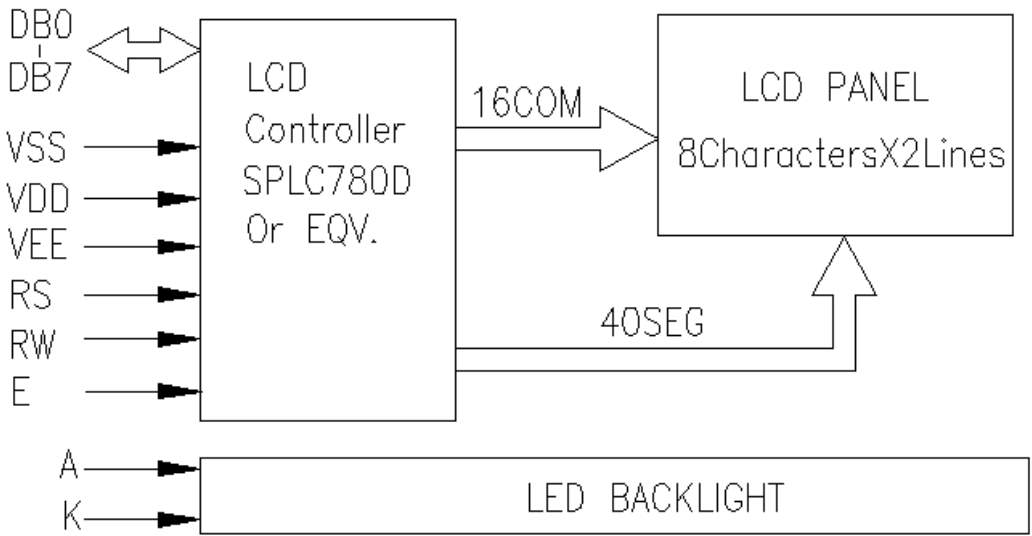 DB0
-
DB7
VSS
VDD
VEE
RS
RW
E
LCD
Controller
SPLC780D
Or EQV.
16COM
40SEG
LCD PANEL
8CharactersX2Lines
A
K
LED BACKLIGHT